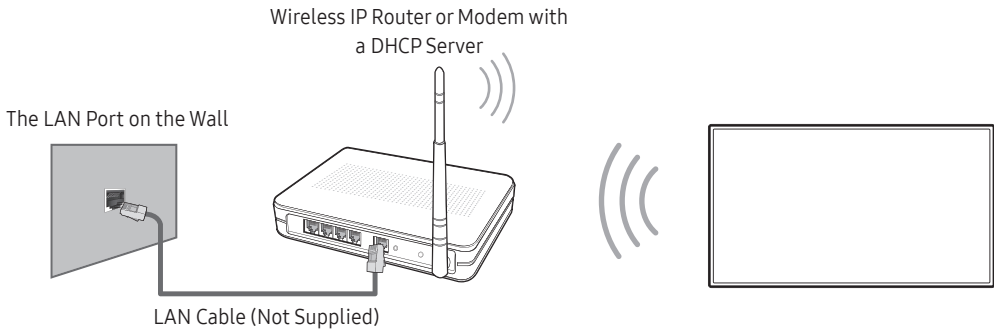 Wireless IP Router or Modem with
a DHCP Server
The LAN Port on the Wall
LAN Cable (Not Supplied)